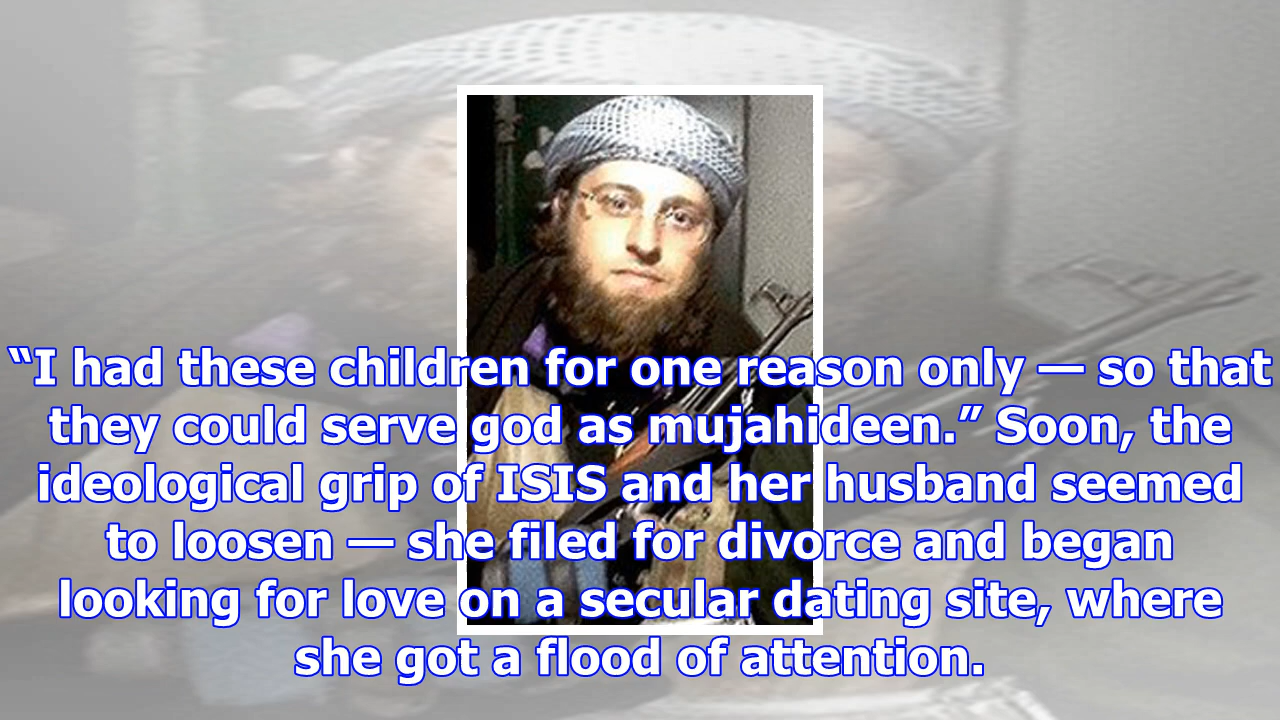 “I had these children for one reason only — so that
they could serve god as mujahideen.” Soon, the
ideological grip of ISIS and her husband seemed
to loosen — she filed for divorce and began
looking for love on a secular dating site, where
she got a flood of attention.